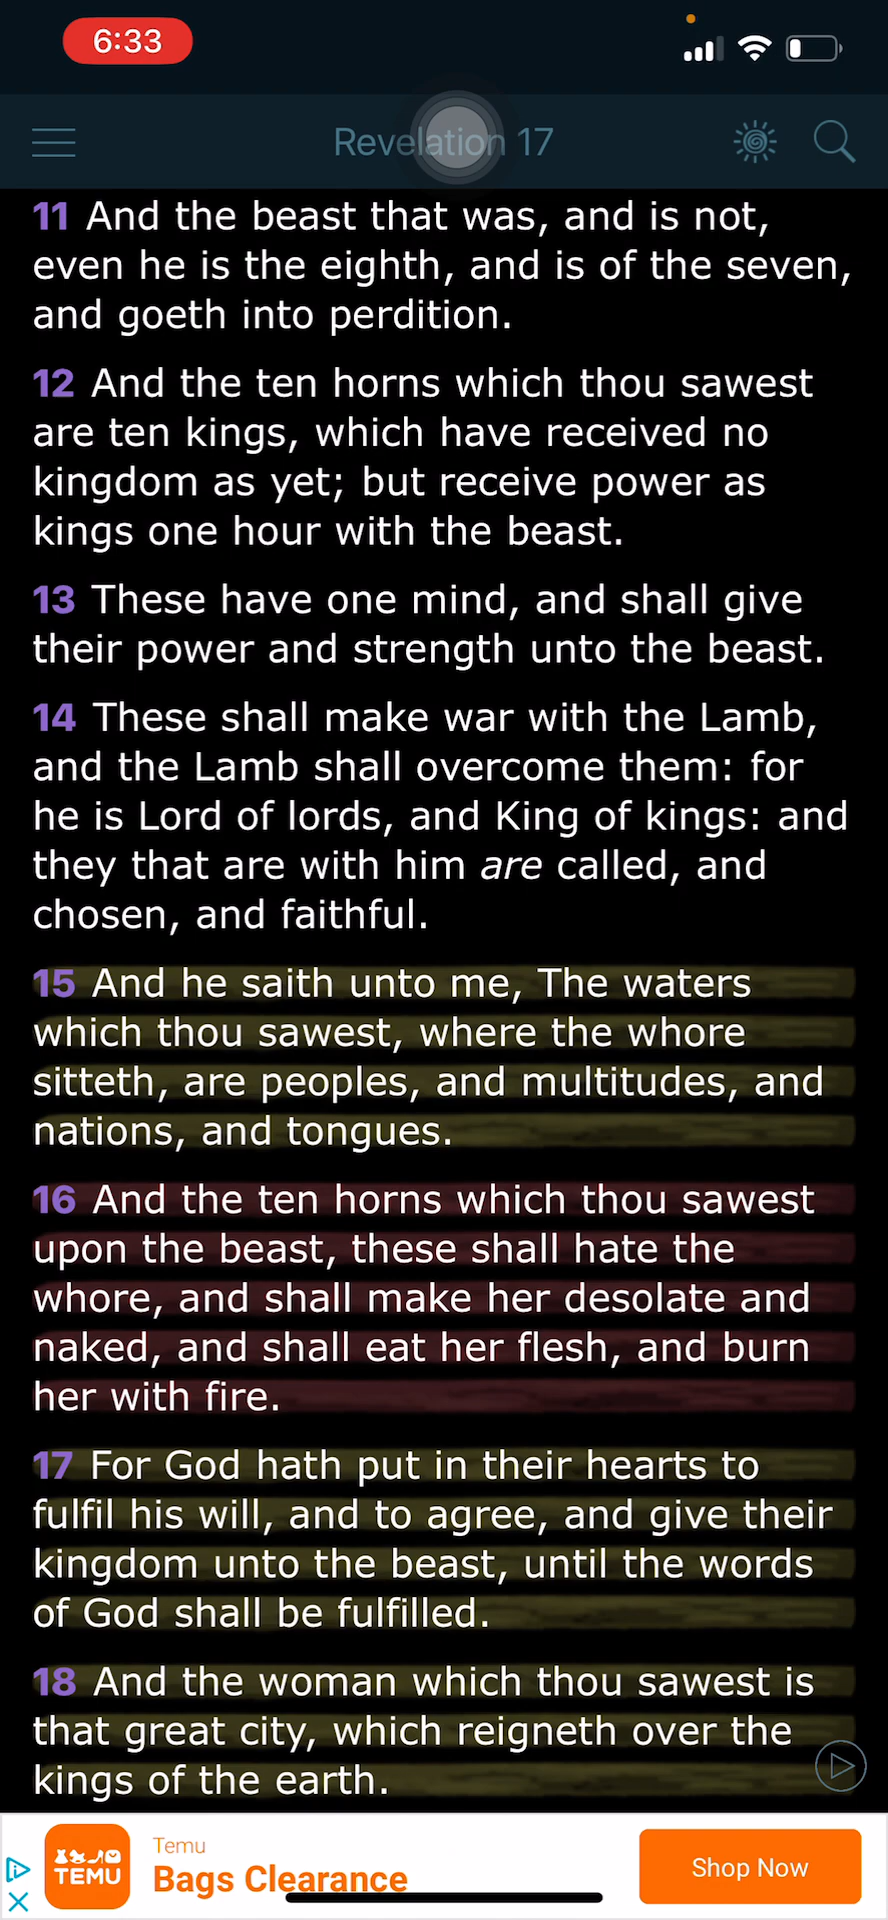 6:33
Revelation 17
11 And the beast that was, and is not,
even he is the eighth, and is of the seven,
and goeth into perdition.
12 And the ten horns which thou sawest
are ten kings, which have received no
kingdom as yet; but receive power as
kings one hour with the beast.
13 These have one mind, and shall give
their power and strength unto the beast.
14 These shall make war with the Lamb,
and the Lamb shall overcome them: for
he is Lord of lords, and King of kings: and
they that are with him are called, and
chosen, and faithful.
15 And he saith unto me, The waters
which thou sawest, where the whore
sitteth, are peoples, and multitudes, and
nations, and tongues.
16 And the ten horns which thou sawest
upon the beast, these shall hate the
whore, and shall make her desolate and
naked, and shall eat her flesh, and burn
her with fire.
17 For God hath put in their hearts to
fulfil his will, and to agree, and give their
kingdom unto the beast, until the words
of God shall be fulfilled.
18 And the woman which thou sawest is
that great city, which reigneth over the
kings of the earth.
TEMU
Temu
Bags Clearance
Shop Now